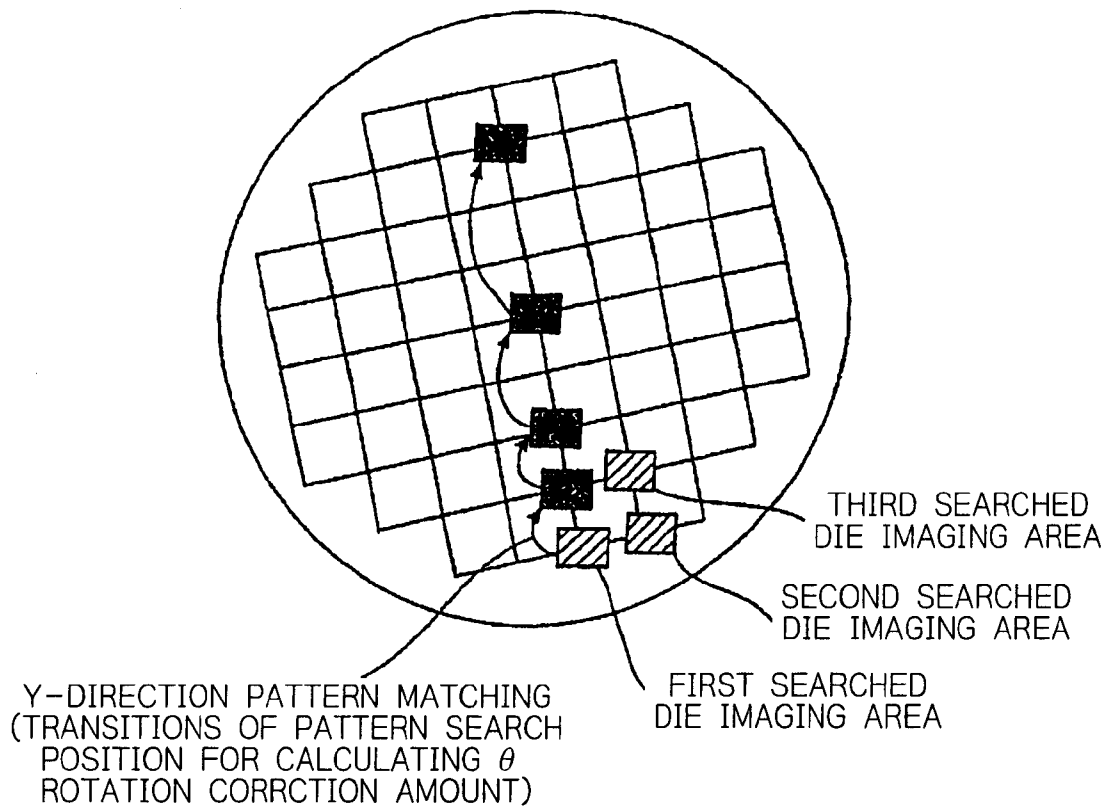 THIRD SEARCHED
DIE IMAGING AREA
SECOND SEARCHED
DIE IMAGING AREA
FIRST SEARCHED
DIE IMAGING AREA
Y-DIRECTION PATTERN MATCHING
(TRANSITIONS OF PATTERN SEARCH
POSITION FOR CALCULATING θ
ROTATION CORRCTION AMOUNT)